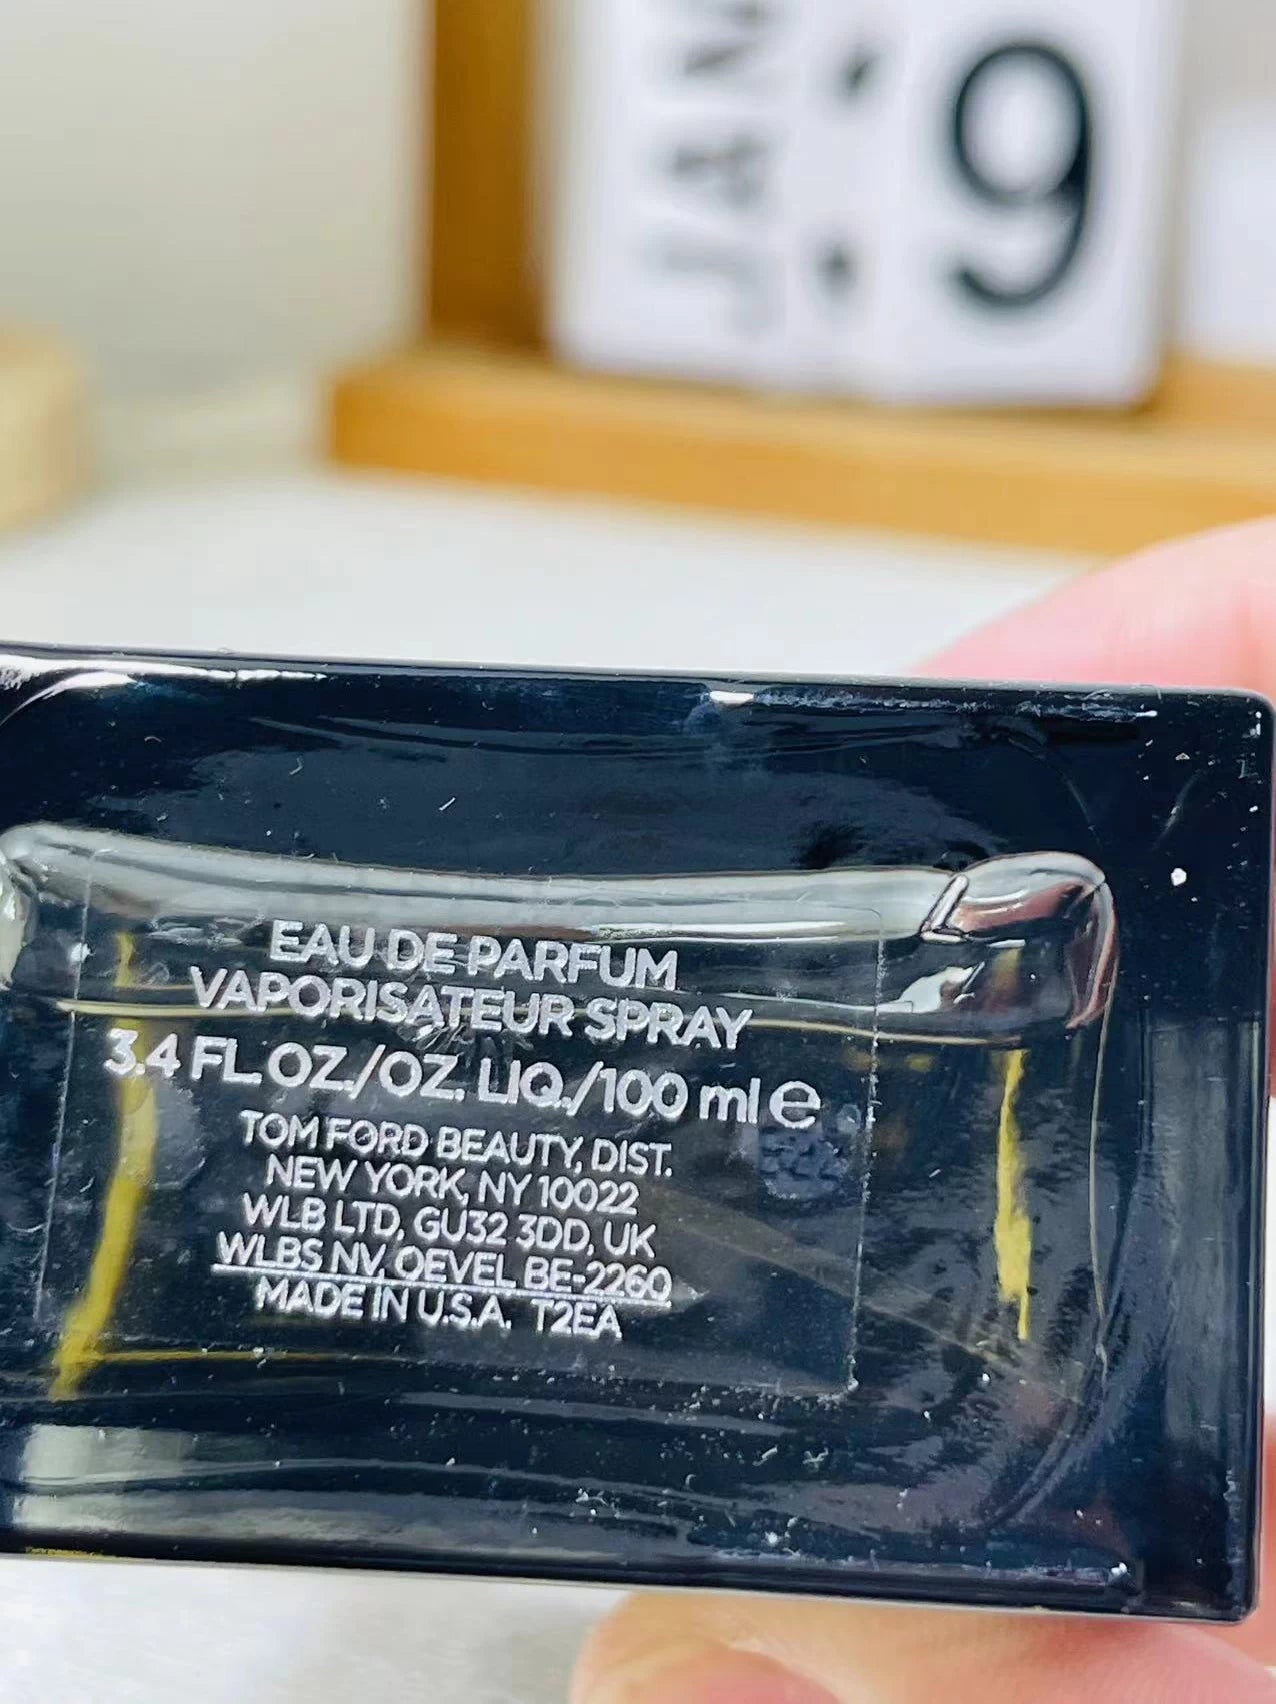 JAN
9
EAU DE PARFUM
VAPORISATEUR SPRAY
3.4 FL OZ./OZ. LIQ./100 ml e
TOM FORD BEAUTY, DIST.
NEW YORK, NY 10022
WLB LTD, GU32 3DD, UK
WLBS NV, OEVEL BE-2260
MADE IN U.S.A. T2EA